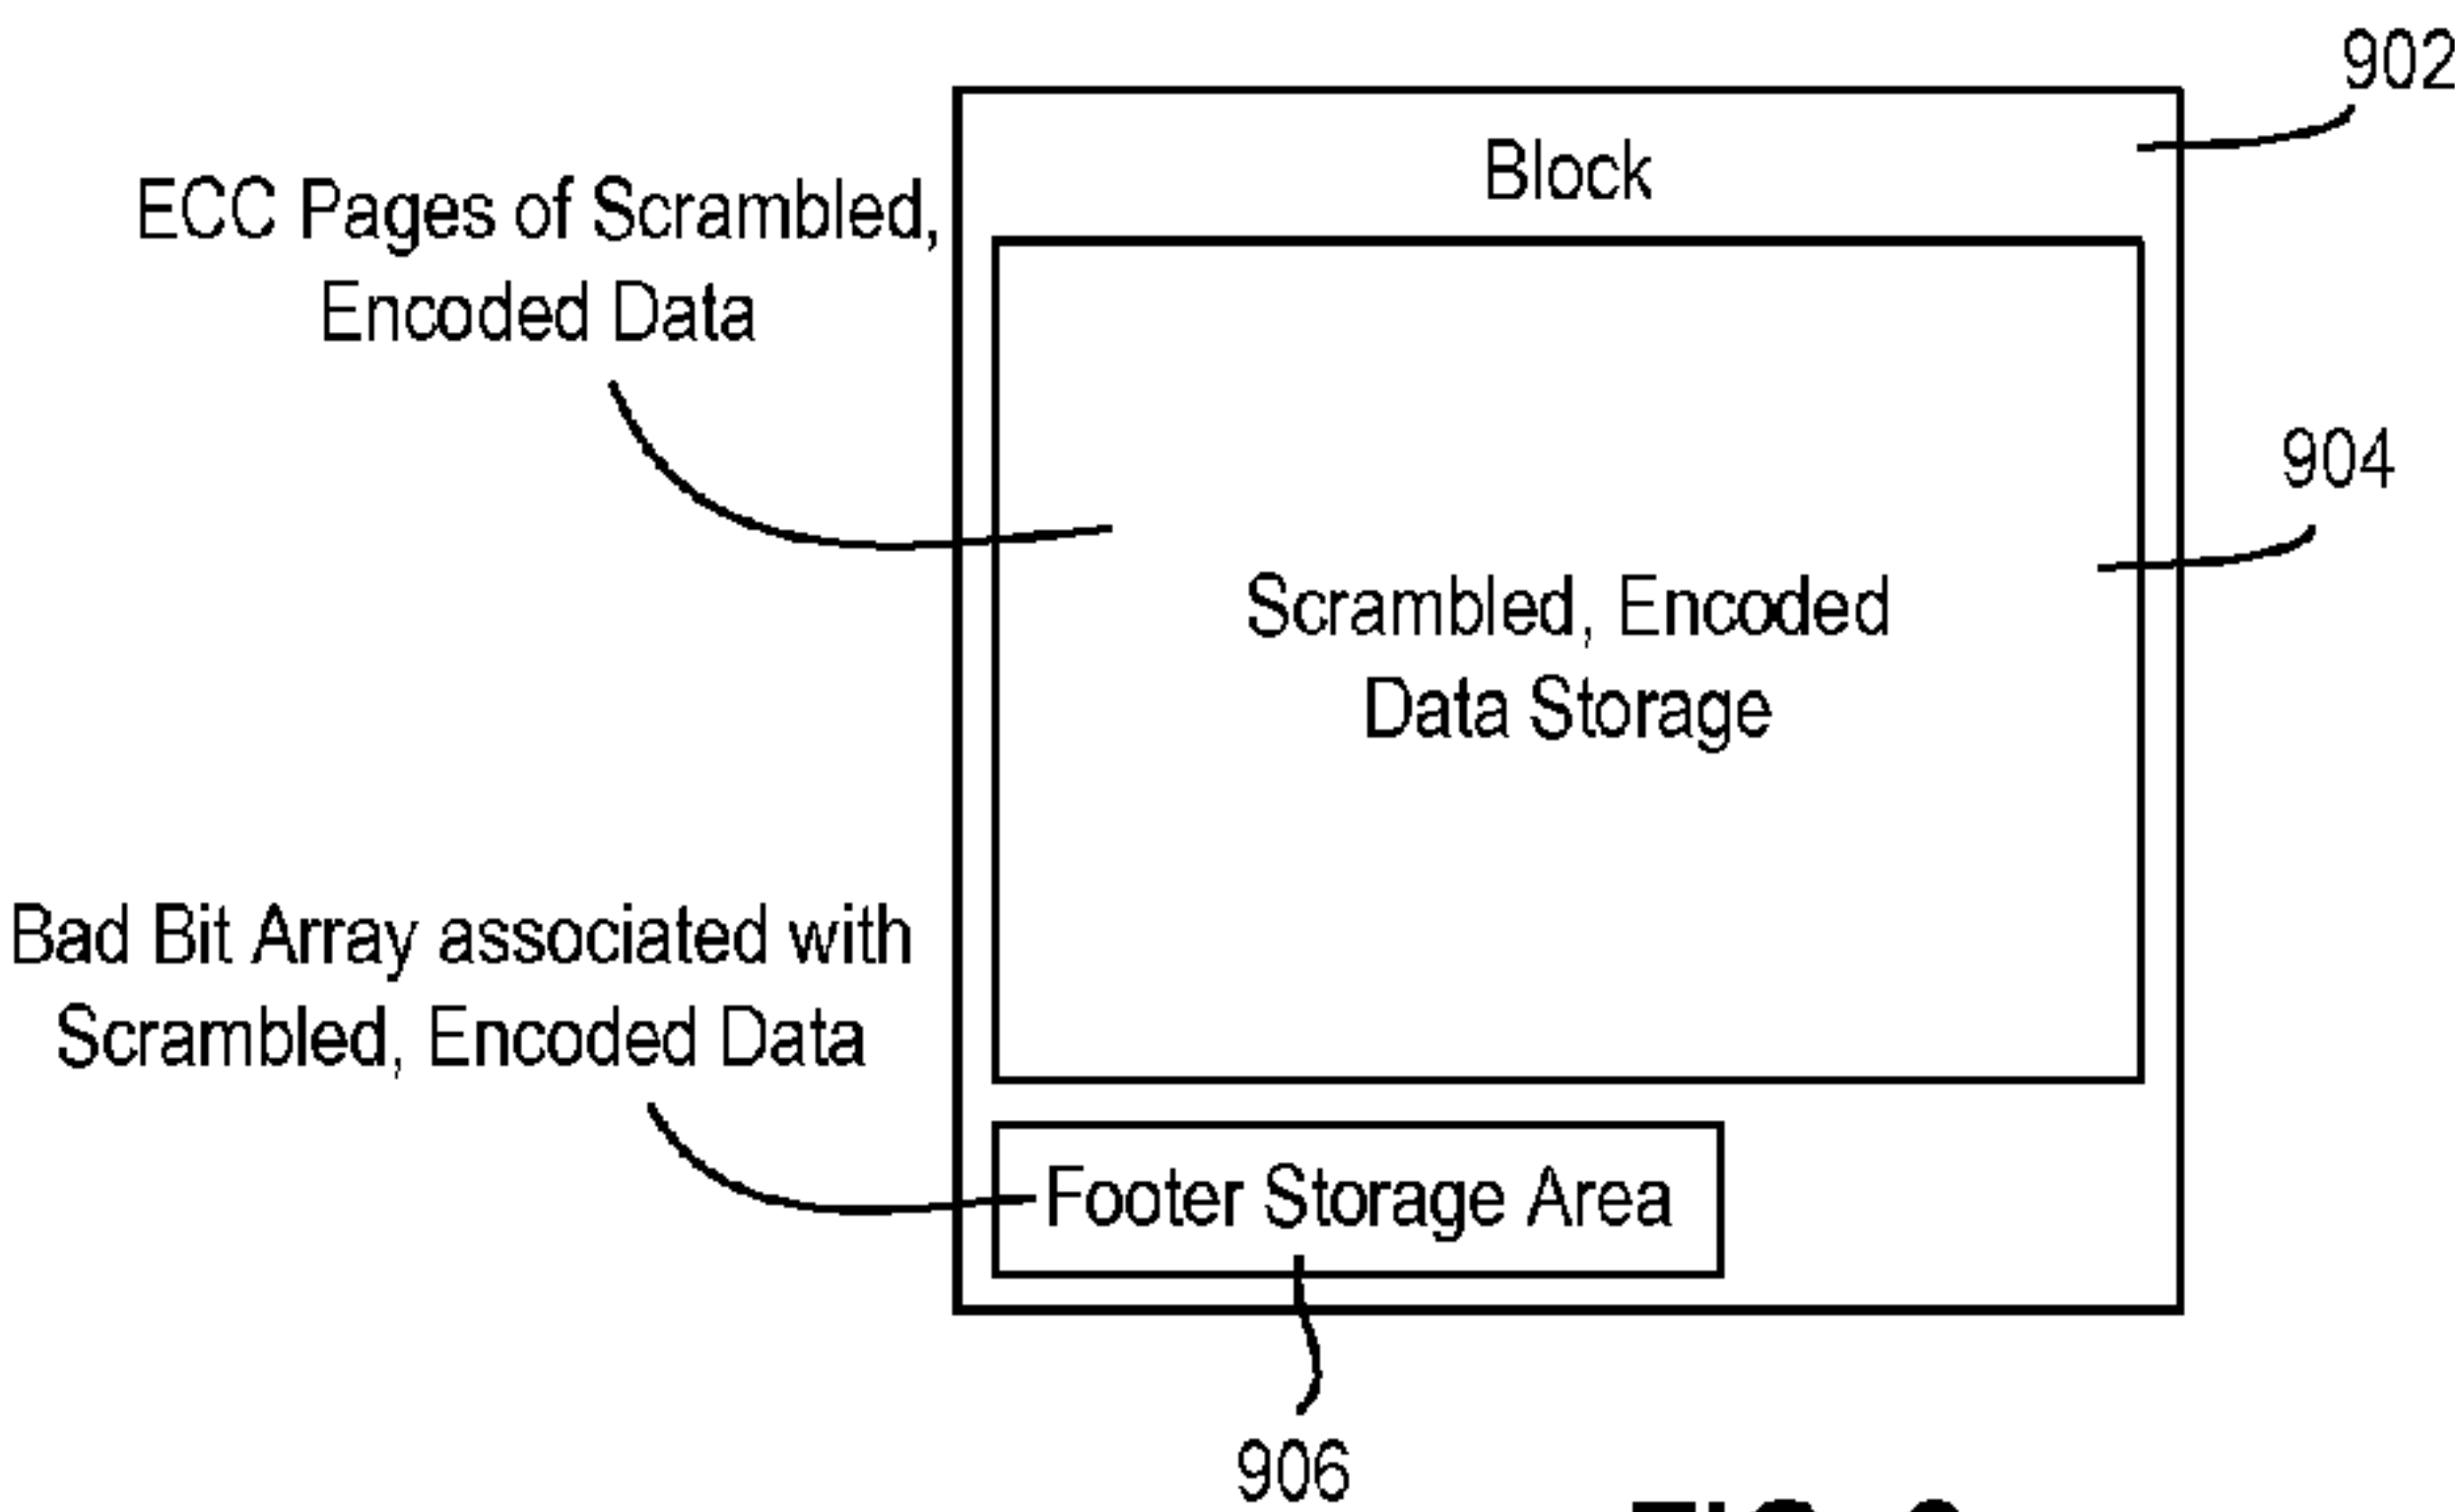 902
Block
ECC Pages of Scrambled,
Encoded Data
904
Scrambled, Encoded
Data Storage
Bad Bit Array associated with
Scrambled, Encoded Data
Footer Storage Area
906